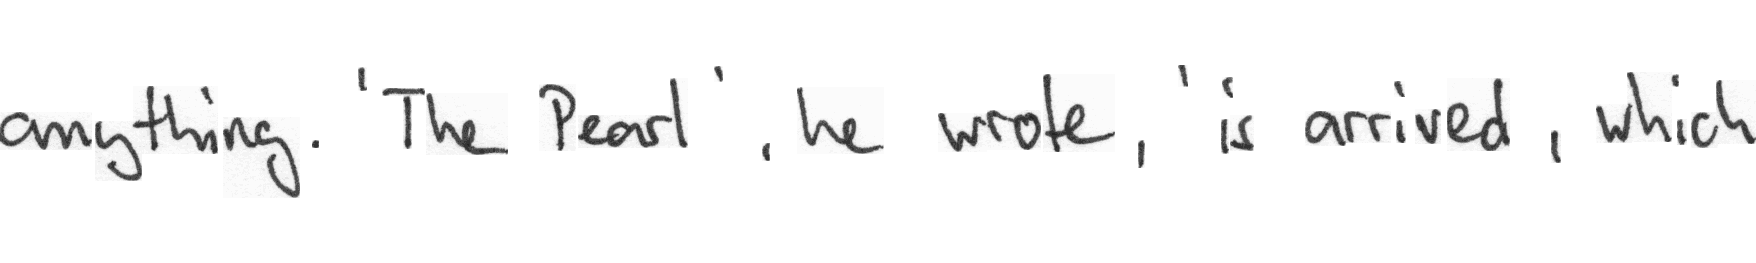 anything. 'The Pearl', he wrote, 'is arrived, which